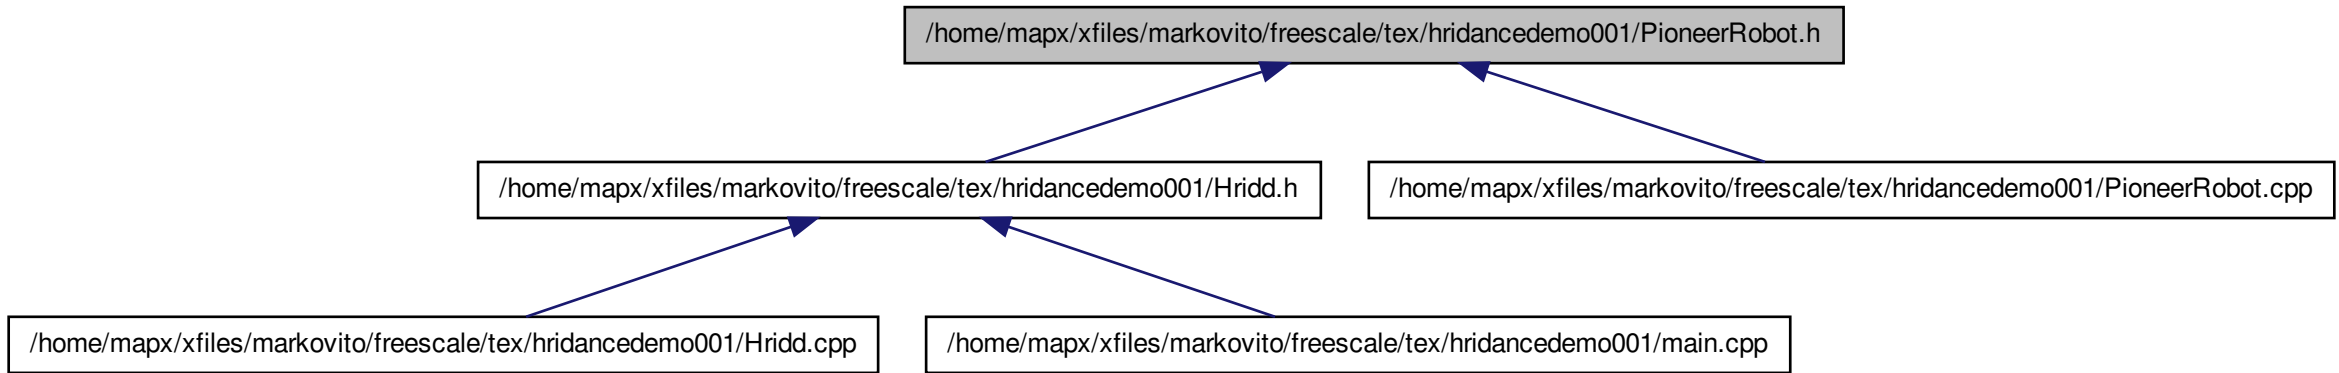 /home/mapx/xfiles/markovito/freescale/tex/hridancedemo001/PioneerRobot.h
/home/mapx/xfiles/markovito/freescale/tex/hridancedemo001/Hridd.h
/home/mapx/xfiles/markovito/freescale/tex/hridancedemo001/PioneerRobot.cpp
/home/mapx/xfiles/markovito/freescale/tex/hridancedemo001/Hridd.cpp
/home/mapx/xfiles/markovito/freescale/tex/hridancedemo001/main.cpp